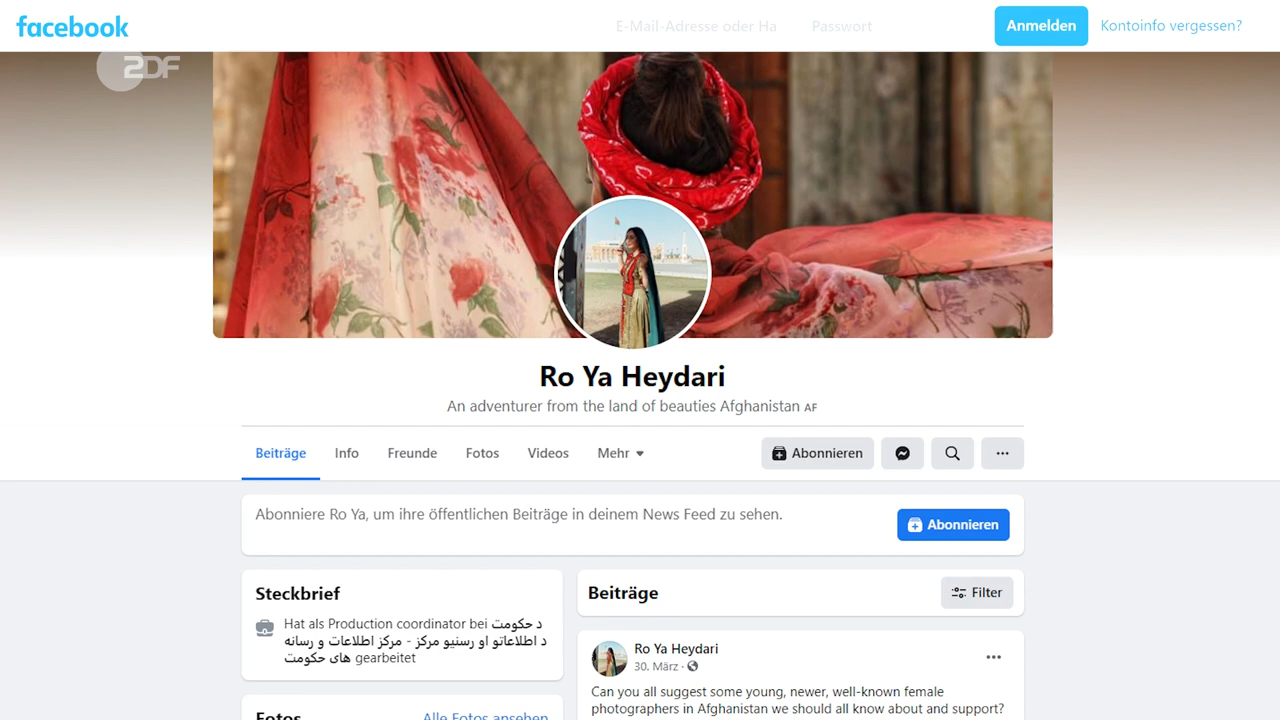 facebook
E-Mail-Adresse oder Ha
Passwort
Anmelden
Kontoinfo vergessen?
ZDF
Ro Ya Heydari
An adventurer from the land of beauties Afghanistan AF
Beiträge
Info
Freunde
Fotos
Videos
Mehr
Abonnieren
Abonniere Ro Ya, um ihre öffentlichen Beiträge in deinem News Feed zu sehen.
Abonnieren
Steckbrief
Hat als Production coordinator bei د حکومت
د اطلاعاتو او رسنیو مرکز - مرکز اطلاعات و رسانه
های حکومت gearbeitet
Fotos
Alle Fotos ansehen
Beiträge
Filter
Ro Ya Heydari
30. März ·
Can you all suggest some young, newer, well-known female
photographers in Afghanistan we should all know about and support?